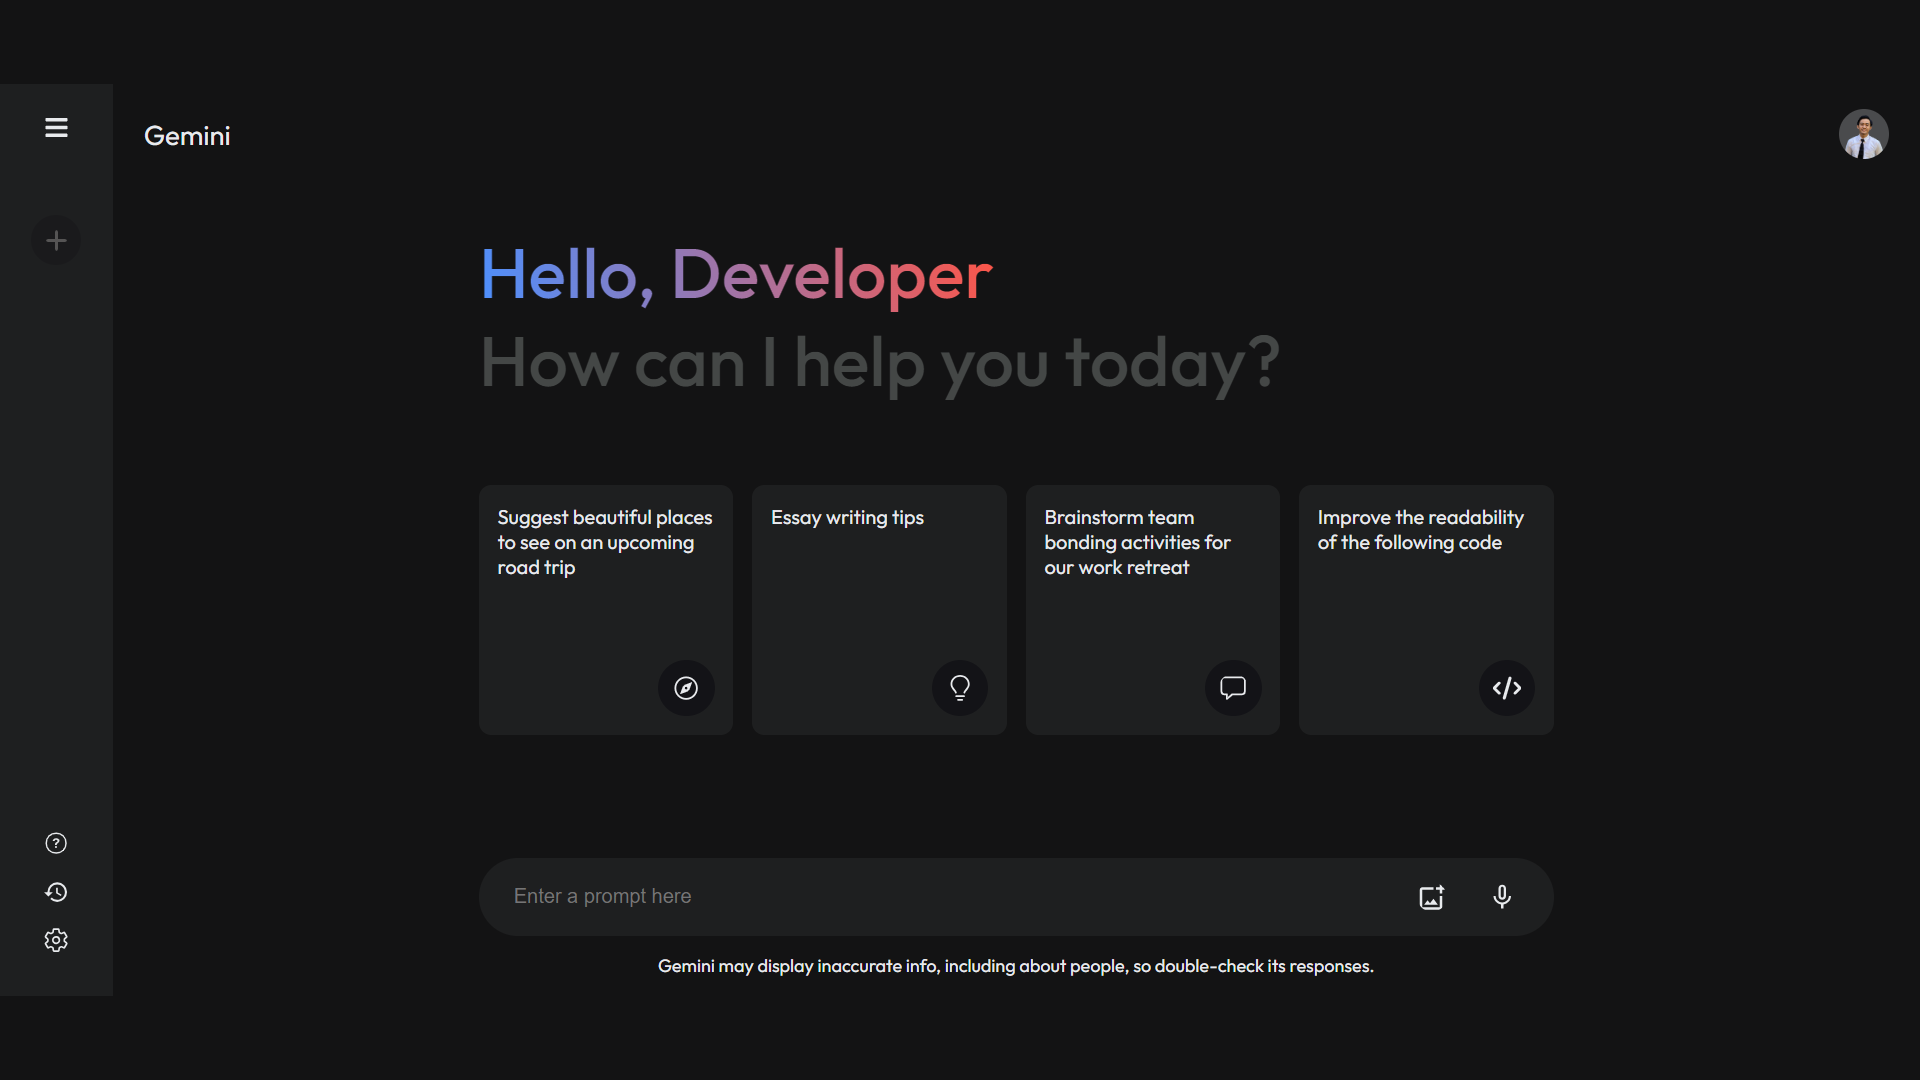 Gemini
Hello, Developer
How can I help you today?
Suggest beautiful places
to see on an upcoming
road trip
Essay writing tips
Brainstorm team
bonding activities for
our work retreat
Improve the readability
of the following code
Enter a prompt here
Gemini may display inaccurate info, including about people, so double-check its responses.